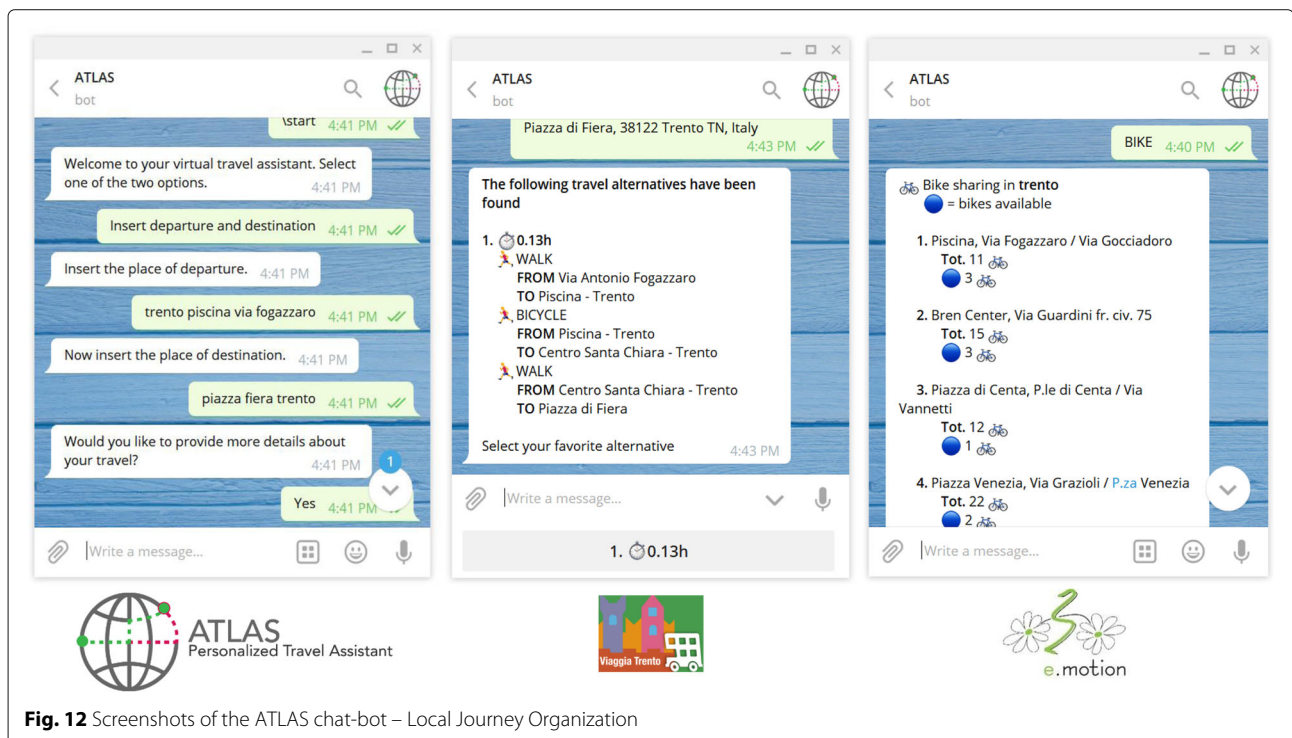 ATLAS
bot
\start 4:41 PM
Welcome to your virtual travel assistant. Select
one of the two options. 4:41 PM
Insert departure and destination 4:41 PM
Insert the place of departure. 4:41 PM
trento piscina via fogazzaro 4:41 PM
Now insert the place of destination. 4:41 PM
piazza fiera trento 4:41 PM
Would you like to provide more details about
your travel? 4:41 PM
1
Yes 4:41 PM
Write a message...
ATLAS
Personalized Travel Assistant
ATLAS
bot
Piazza di Fiera, 38122 Trento TN, Italy
4:43 PM
The following travel alternatives have been
found
1. 0.13h
WALK
FROM Via Antonio Fogazzaro
TO Piscina - Trento
BICYCLE
FROM Piscina - Trento
TO Centro Santa Chiara - Trento
WALK
FROM Centro Santa Chiara - Trento
TO Piazza di Fiera
Select your favorite alternative 4:43 PM
Write a message...
1. 0.13h
Viaggia Trento
ATLAS
bot
BIKE 4:40 PM
Bike sharing in trento
= bikes available
1. Piscina, Via Fogazzaro / Via Gocciadoro
Tot. 11
3
2. Bren Center, Via Guardini fr. civ. 75
Tot. 15
3
3. Piazza di Centa, P.le di Centa / Via
Vannetti
Tot. 12
1
4. Piazza Venezia, Via Grazioli / P.za Venezia
Tot. 22
2
Write a message...
e.motion
Fig. 12 Screenshots of the ATLAS chat-bot – Local Journey Organization